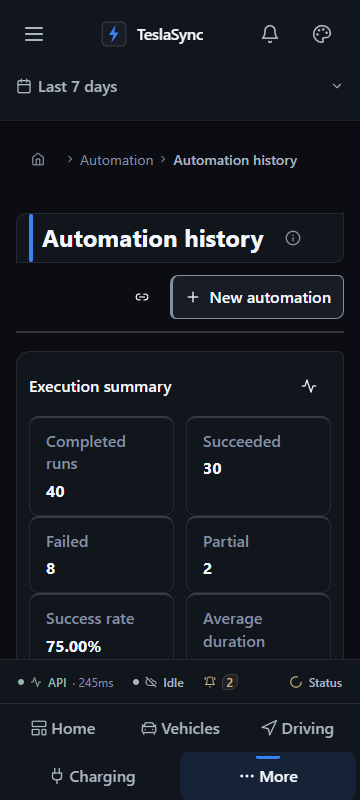 TeslaSync
Last 7 days
Automation
Automation history
Automation history
New automation
Execution summary
Completed
runs
40
Succeeded
30
Failed
8
Partial
2
Success rate
75.00%
Average
duration
API · 245ms
Idle
2
Status
Home
Vehicles
Driving
Charging
More